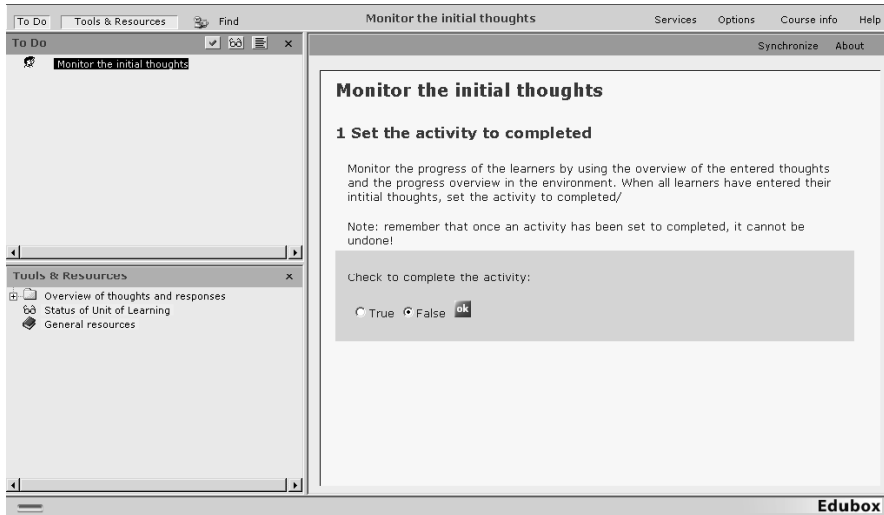 To Do Tools & Resources Find Monitor the initial thoughts Services Options Course info Help
To Do x
Synchronize About
Monitor the initial thoughts
Monitor the initial thoughts
1 Set the activity to completed
Monitor the progress of the learners by using the overview of the entered thoughts
and the progress overview in the environment. When all learners have entered their
intitial thoughts, set the activity to completed/
Note: remember that once an activity has been set to completed, it cannot be
undone!
Tools & Resources x
Overview of thoughts and responses
Status of Unit of Learning
General resources
Check to complete the activity:
True False ok
Edubox